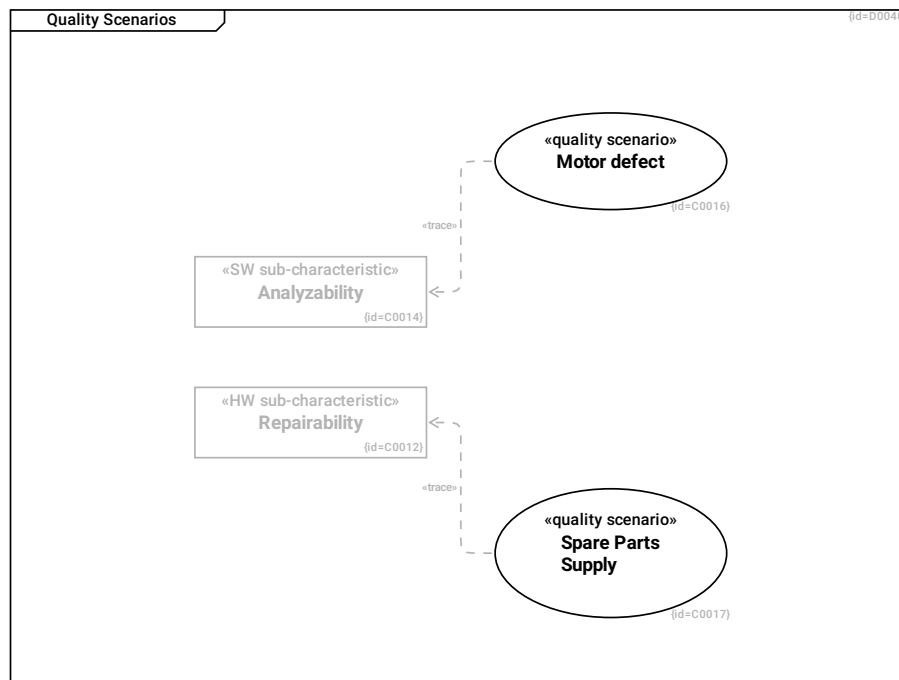 Quality Scenarios
«quality scenario»
Motor defect
{id=C0016}
«trace»
«SW sub-characteristic»
Analyzability
{id=C0014}
«HW sub-characteristic»
Repairability
{id=C0012}
«trace»
«quality scenario»
Spare Parts
Supply
{id=C0017}